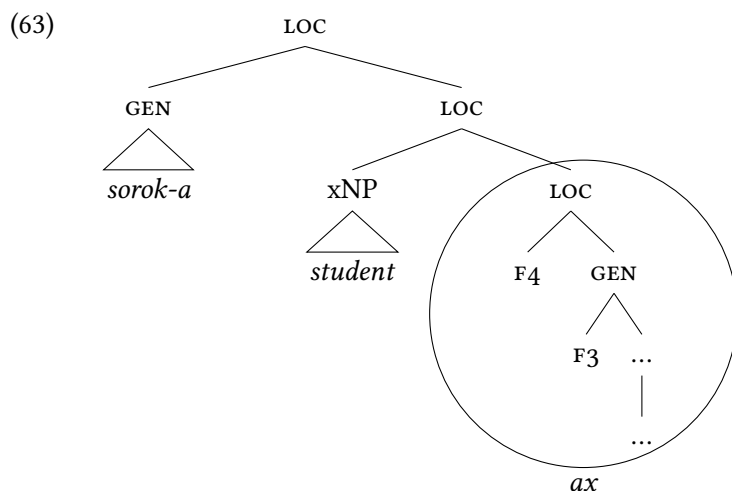 (63) LOC
GEN LOC
sorok-a xNP LOC
student F4 GEN
F3 ...
...
ax